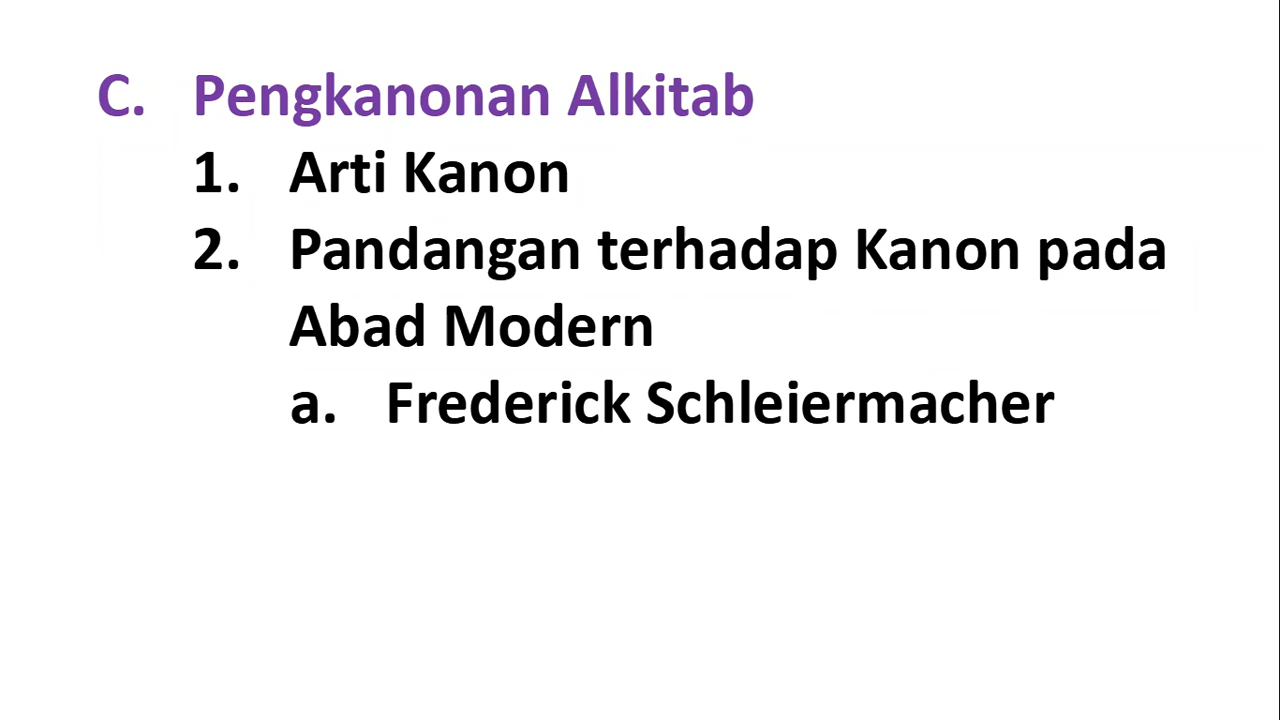 C. Pengkanonan Alkitab
1. Arti Kanon
2. Pandangan terhadap Kanon pada
Abad Modern
a. Frederick Schleiermacher